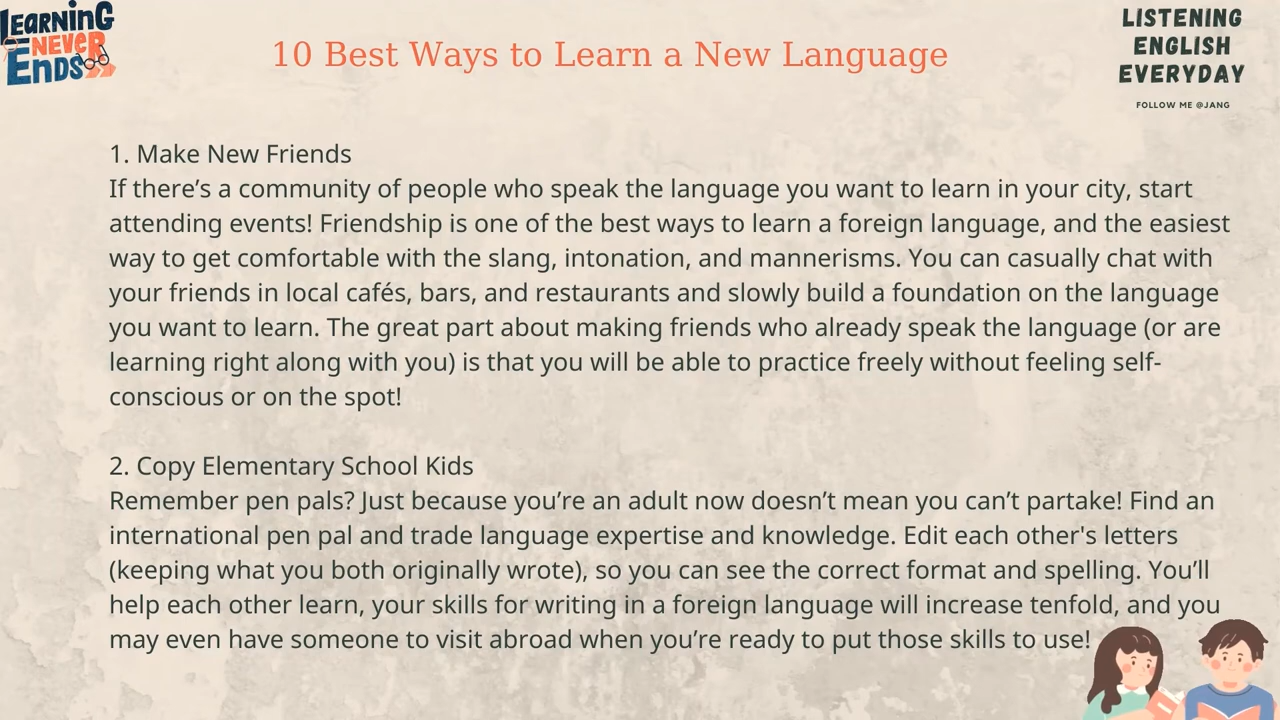 LEARNING
NEVER
ENDS
10 Best Ways to Learn a New Language
LISTENING
ENGLISH
EVERYDAY
FOLLOW ME @JANG
1. Make New Friends
If there’s a community of people who speak the language you want to learn in your city, start
attending events! Friendship is one of the best ways to learn a foreign language, and the easiest
way to get comfortable with the slang, intonation, and mannerisms. You can casually chat with
your friends in local cafés, bars, and restaurants and slowly build a foundation on the language
you want to learn. The great part about making friends who already speak the language (or are
learning right along with you) is that you will be able to practice freely without feeling self-
conscious or on the spot!
2. Copy Elementary School Kids
Remember pen pals? Just because you’re an adult now doesn’t mean you can’t partake! Find an
international pen pal and trade language expertise and knowledge. Edit each other's letters
(keeping what you both originally wrote), so you can see the correct format and spelling. You’ll
help each other learn, your skills for writing in a foreign language will increase tenfold, and you
may even have someone to visit abroad when you’re ready to put those skills to use!